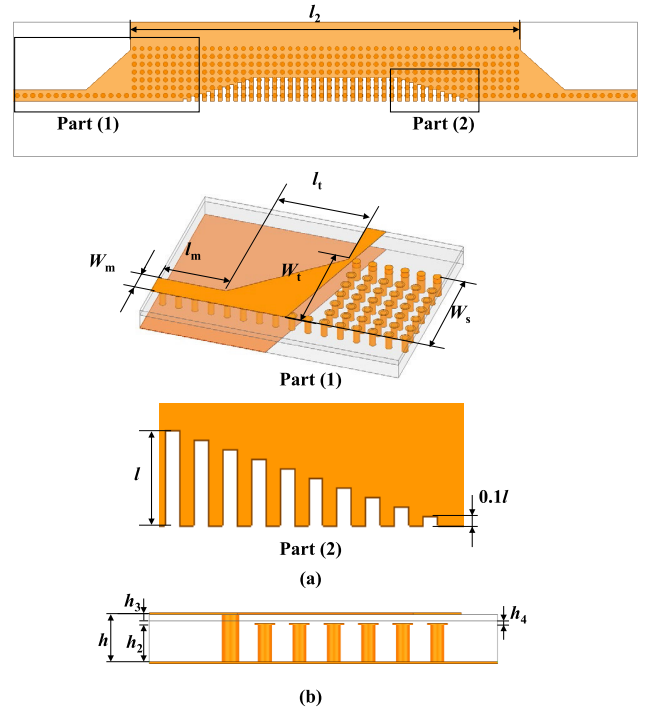 l2
Part (1)
Part (2)
lt
lm
Wm
Wt
Ws
Part (1)
l
0.1l
Part (2)
(a)
h3
h4
h
h2
(b)